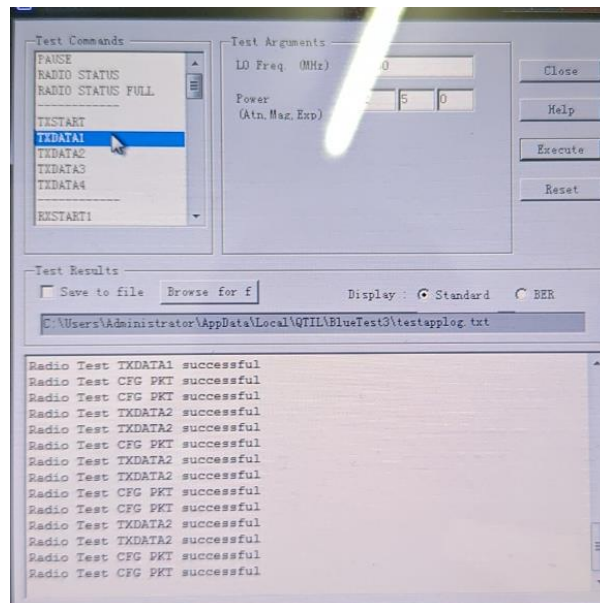 Test Commands
PAUSE
RADIO STATUS
RADIO STATUS FULL
------------
TXSTART
TXDATA1
TXDATA2
TXDATA3
TXDATA4
------------
RXSTART1
Test Arguments
LO Freq. (MHz)
Power
5
0
(Atn, Mag, Exp)
Close
Help
Execute
Reset
Test Results
Save to file
Browse for f
Display :
Standard
BER
C:\Users\Administrator\AppData\Local\QTIL\BlueTest3\testapplog.txt
Radio Test TXDATA1 successful
Radio Test CFG PKT successful
Radio Test CFG PKT successful
Radio Test TXDATA2 successful
Radio Test CFG PKT successful
Radio Test TXDATA2 successful
Radio Test TXDATA2 successful
Radio Test TXDATA2 successful
Radio Test CFG PKT successful
Radio Test CFG PKT successful
Radio Test TXDATA2 successful
Radio Test TXDATA2 successful
Radio Test CFG PKT successful
Radio Test CFG PKT successful